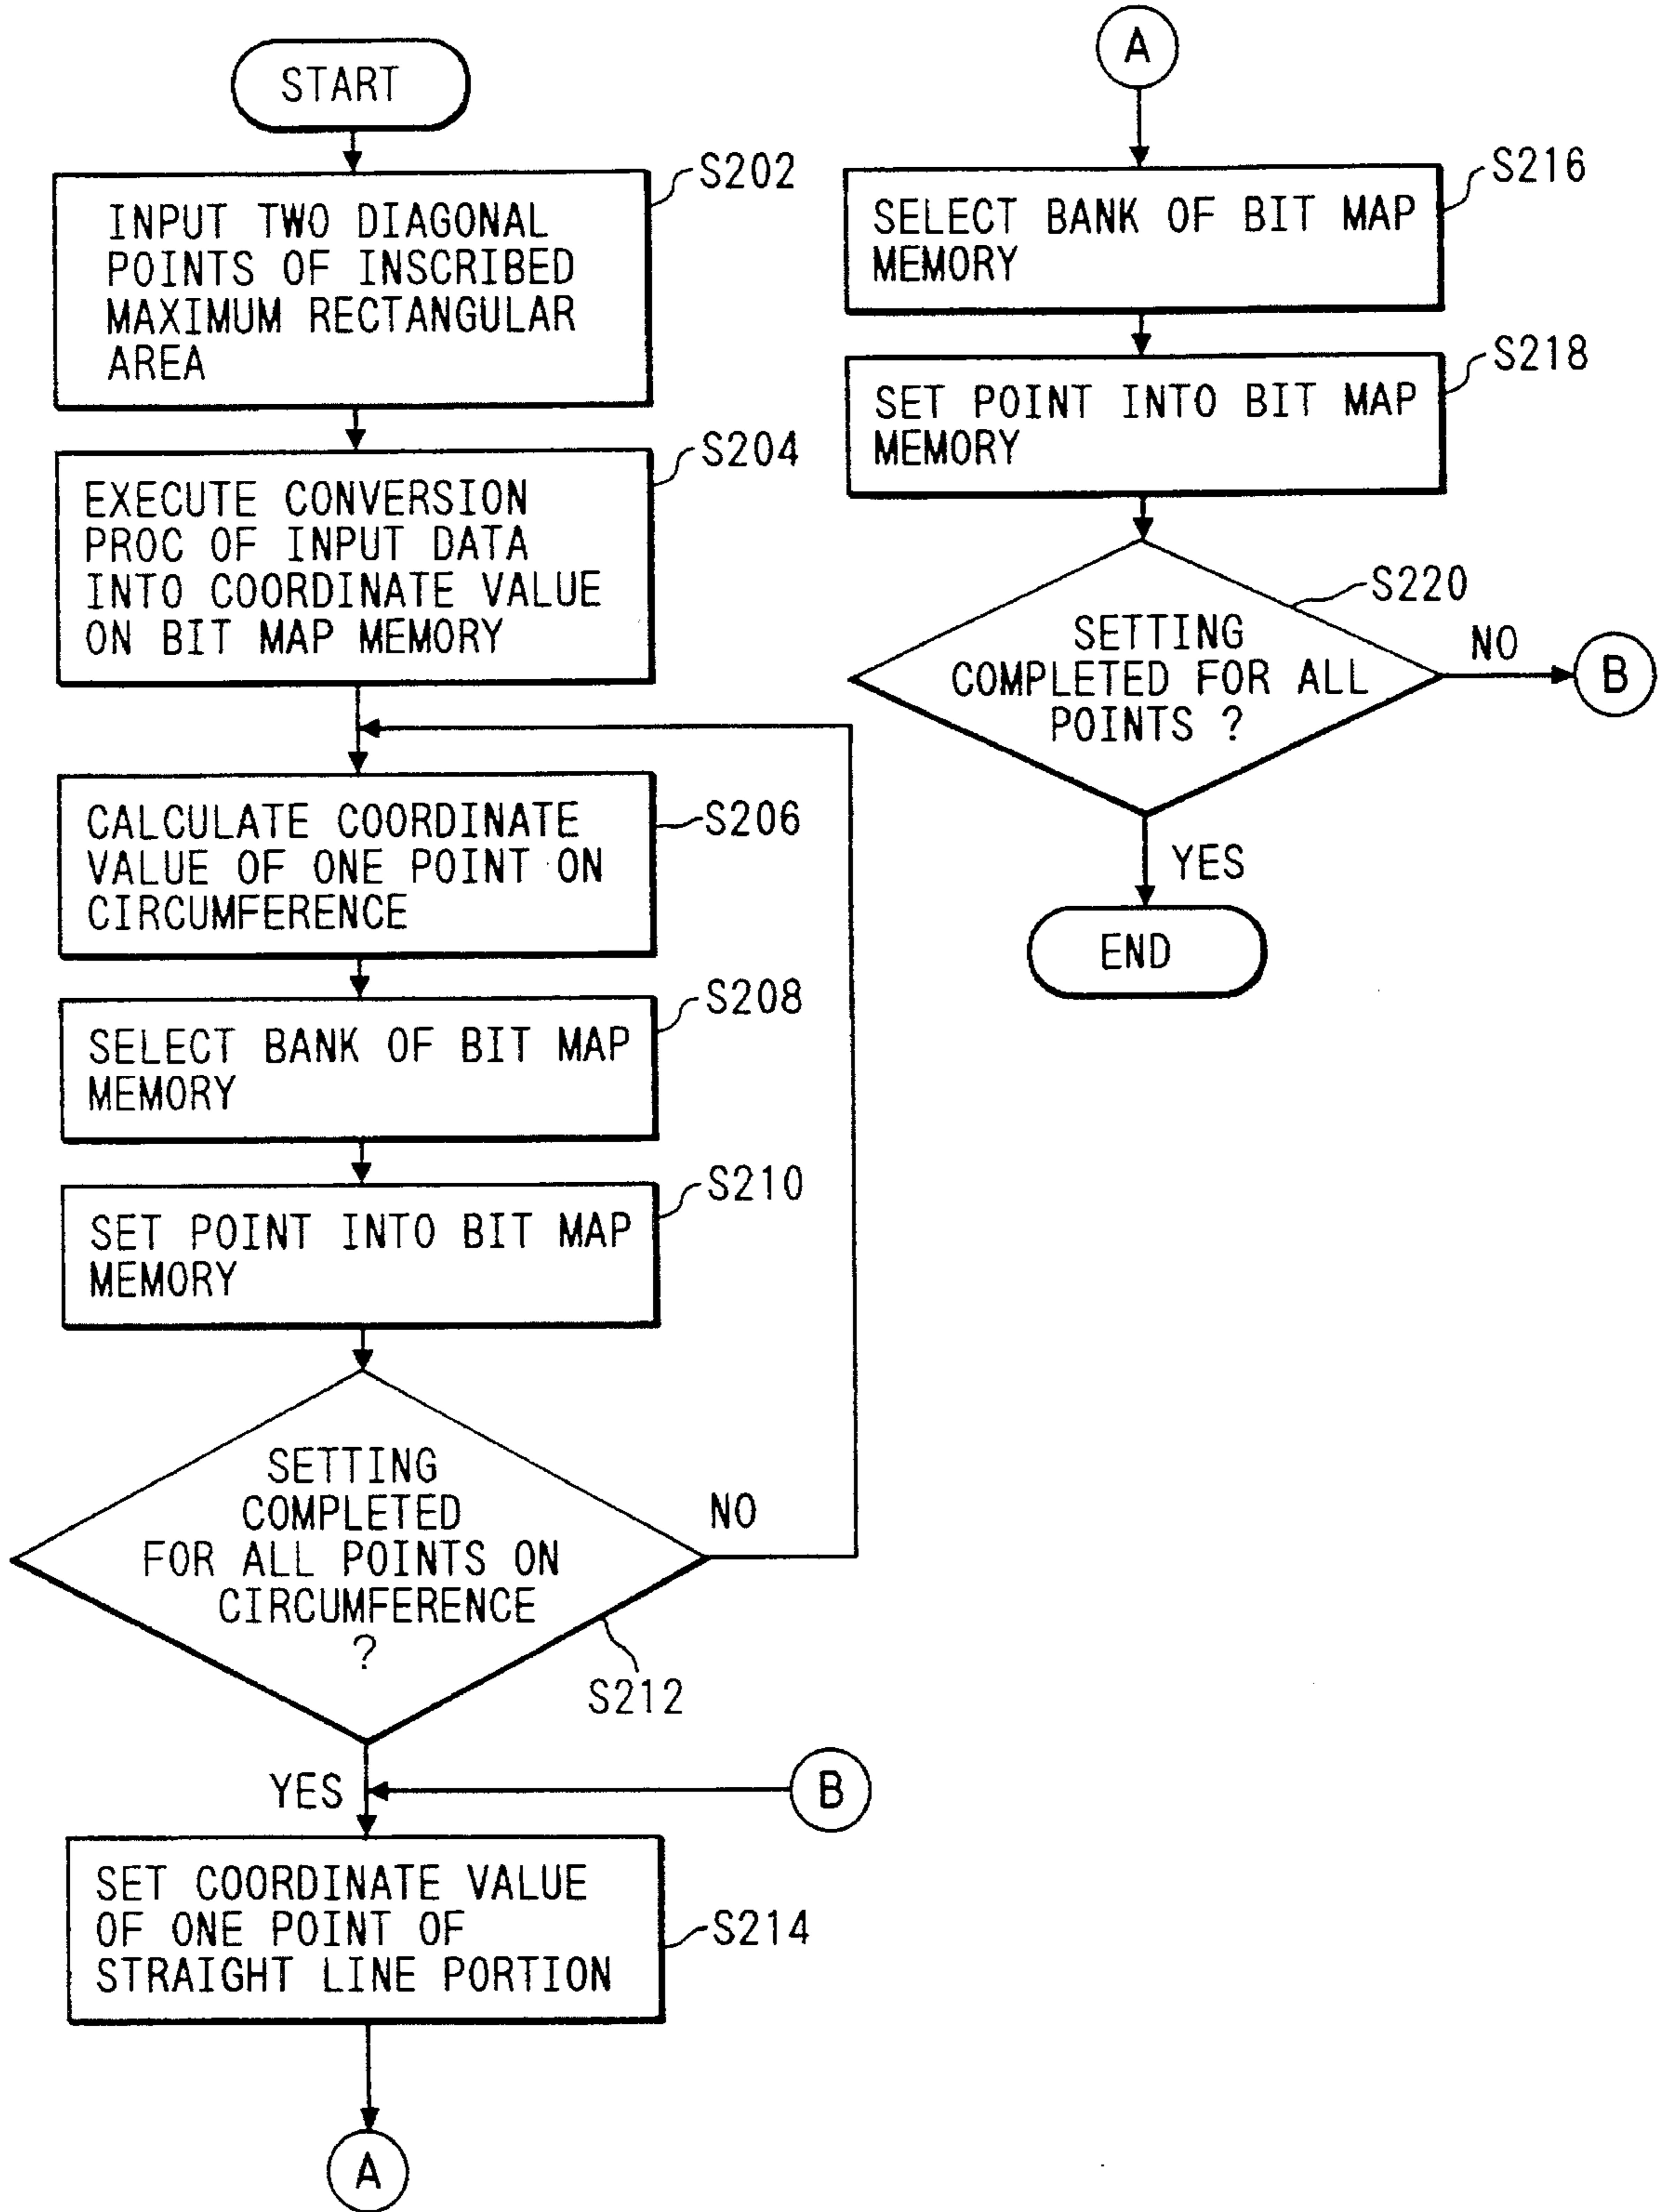 START
S202
INPUT TWO DIAGONAL
POINTS OF INSCRIBED
MAXIMUM RECTANGULAR
AREA
S204
EXECUTE CONVERSION
PROC OF INPUT DATA
INTO COORDINATE VALUE
ON BIT MAP MEMORY
CALCULATE COORDINATE
VALUE OF ONE POINT ON
CIRCUMFERENCE
S206
S208
SELECT BANK OF BIT MAP
MEMORY
S210
SET POINT INTO BIT MAP
MEMORY
SETTING
COMPLETED
FOR ALL POINTS ON
CIRCUMFERENCE
?
NO
S212
YES
B
SET COORDINATE VALUE
OF ONE POINT OF
STRAIGHT LINE PORTION
S214
A
A
S216
SELECT BANK OF BIT MAP
MEMORY
S218
SET POINT INTO BIT MAP
MEMORY
S220
SETTING
COMPLETED FOR ALL
POINTS ?
NO
B
YES
END